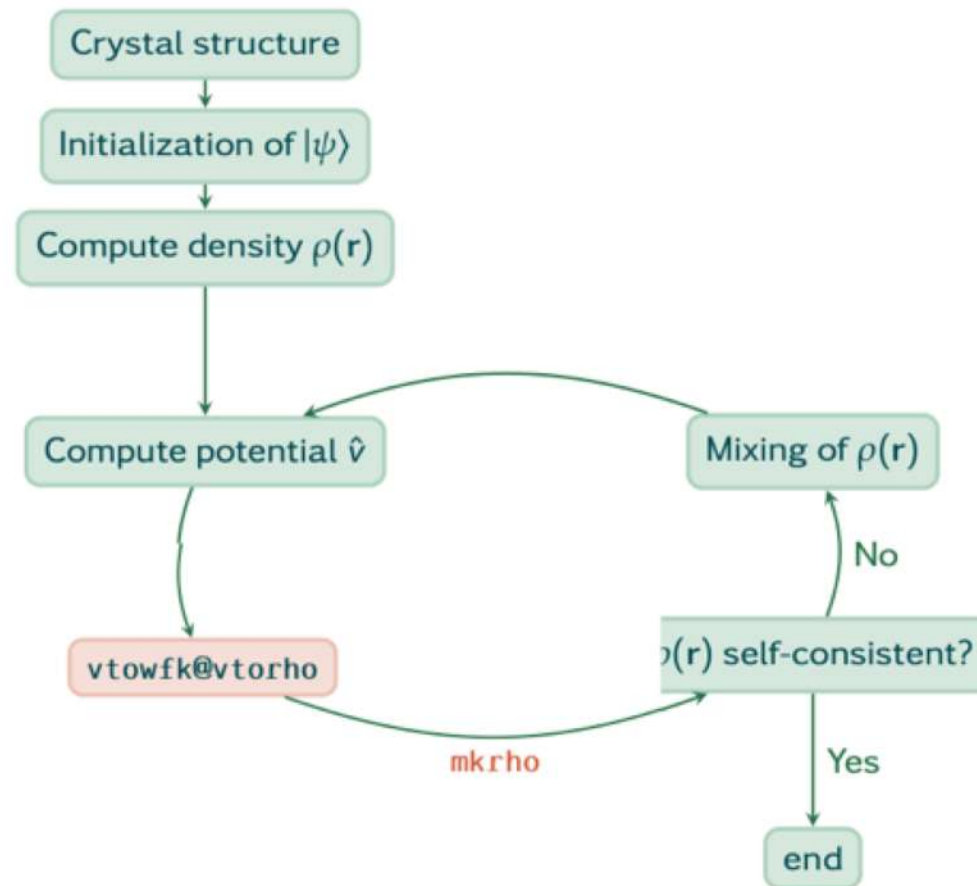 Crystal structure
Initialization of |ψ⟩
Compute density ρ(r)
Compute potential v̂
Mixing of ρ(r)
No
vtowfk@vtorho
(r) self-consistent?
mkrho
Yes
end